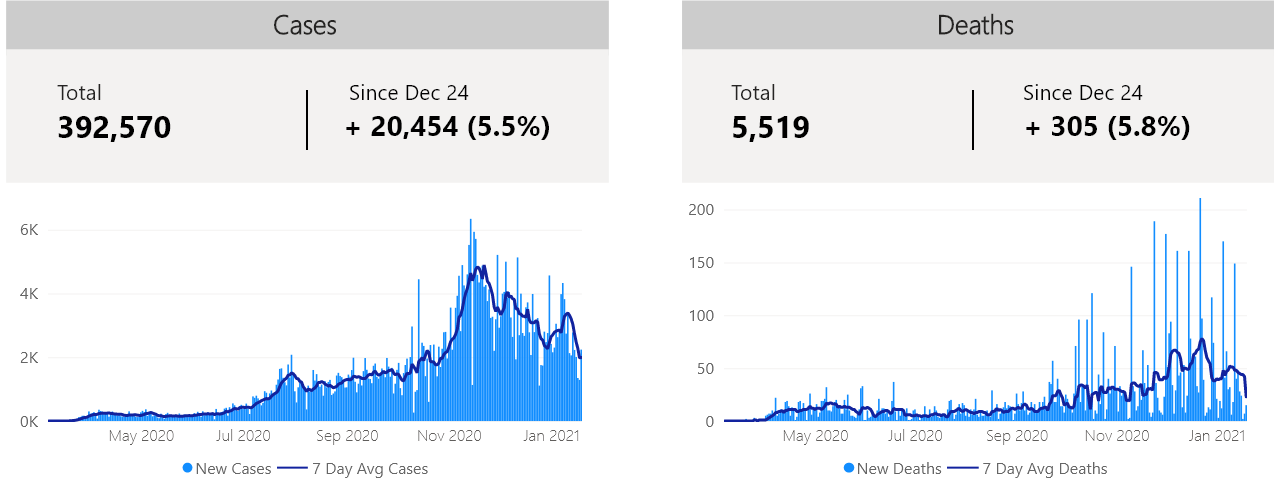 Cases
Total
Since Dec 24
392,570
+ 20,454 (5.5%)
6K
4K
2K
0K
May 2020
Jul 2020
Sep 2020
Nov 2020
Jan 2021
New Cases
7 Day Avg Cases
Deaths
Total
Since Dec 24
5,519
+ 305 (5.8%)
200
150
100
50
0
May 2020
Jul 2020
Sep 2020
Nov 2020
Jan 2021
New Deaths
7 Day Avg Deaths